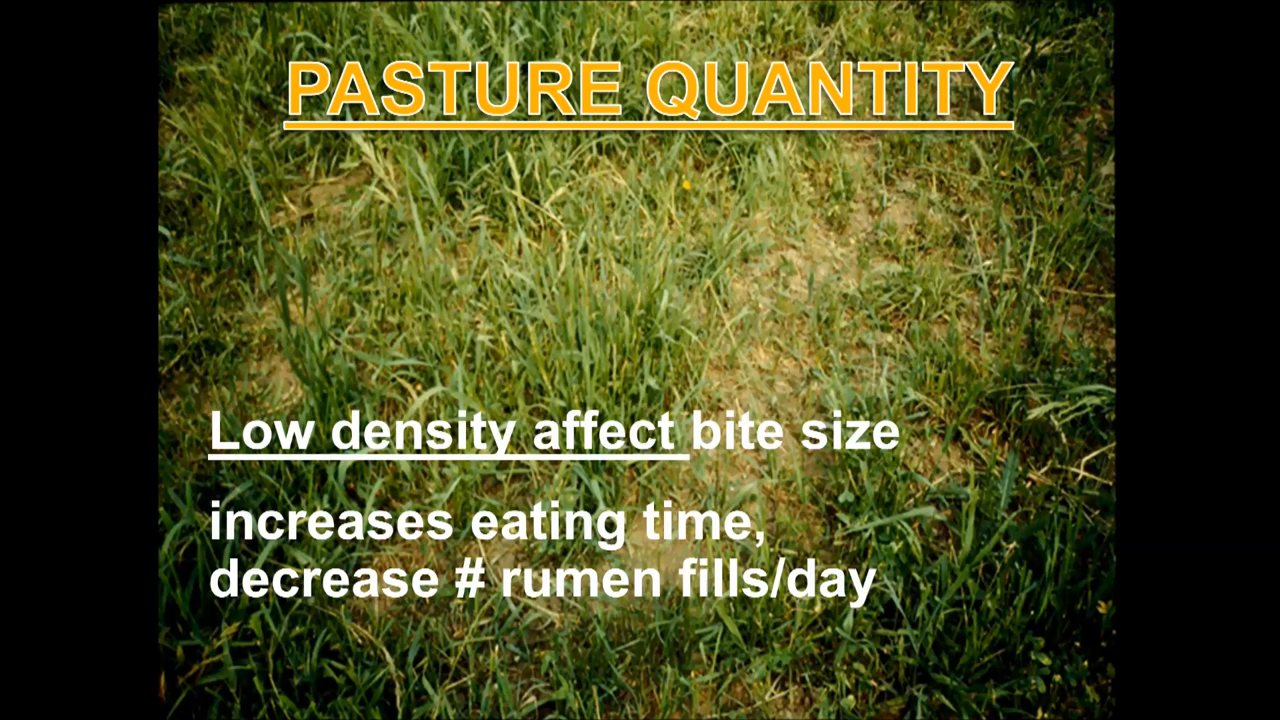 PASTURE QUANTITY
Low density affect bite size
increases eating time,
decrease # rumen fills/day